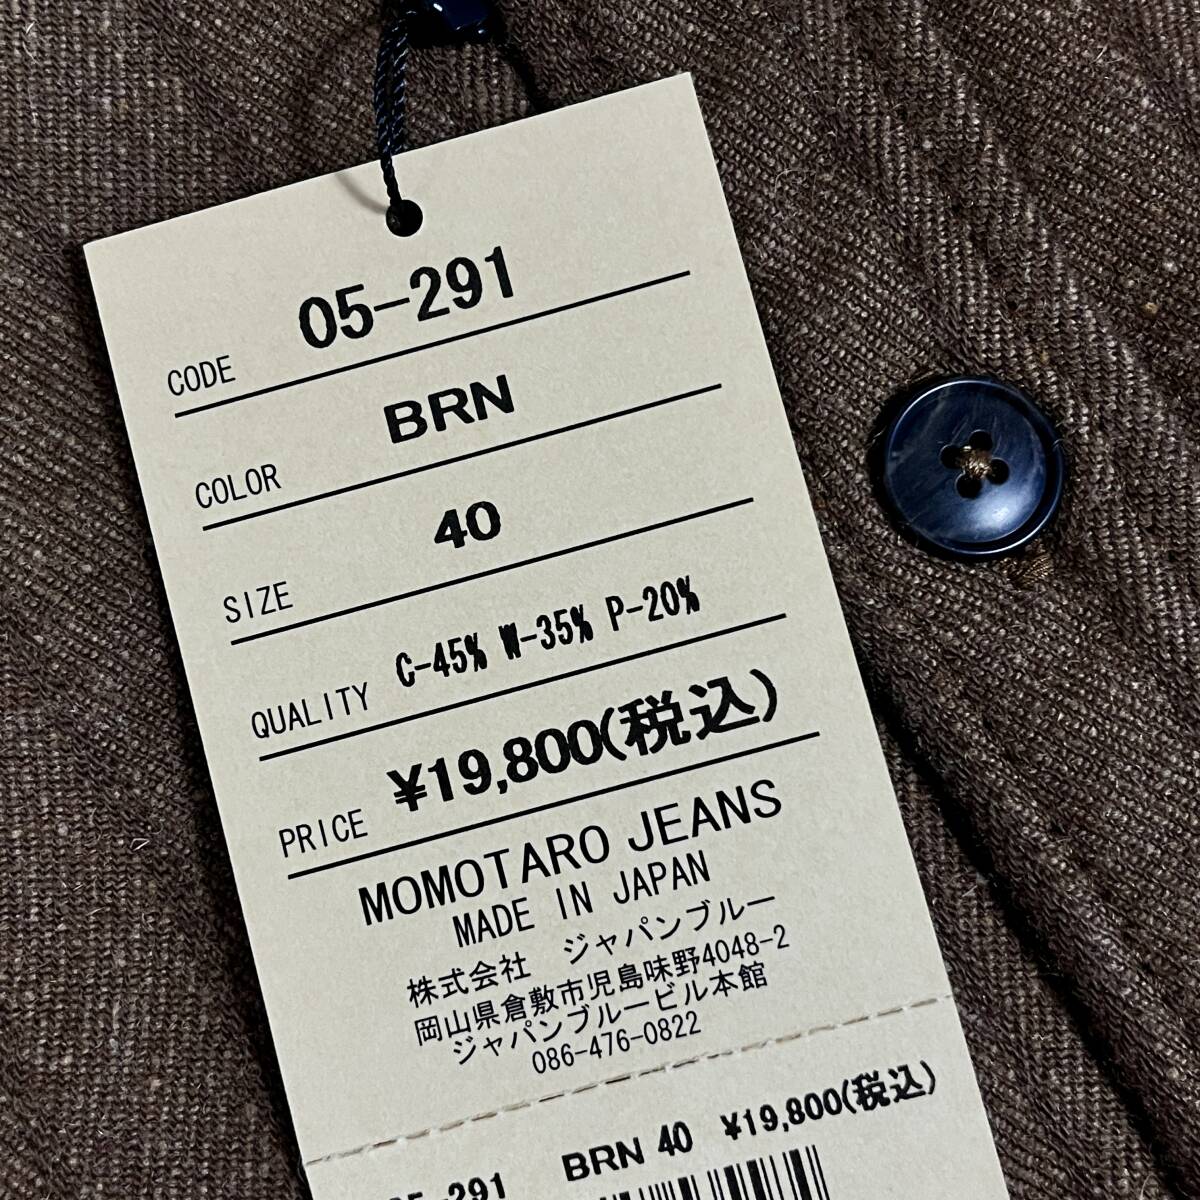 CODE 05-291
COLOR BRN
SIZE 40
QUALITY C-45% W-35% P-20%
PRICE ¥19,800(税込)
MOMOTARO JEANS
MADE IN JAPAN
株式会社 ジャパンブルー
岡山県倉敷市児島味野4048-2
ジャパンブルービル本館
086-476-0822
05-291 BRN 40 ¥19,800(税込)